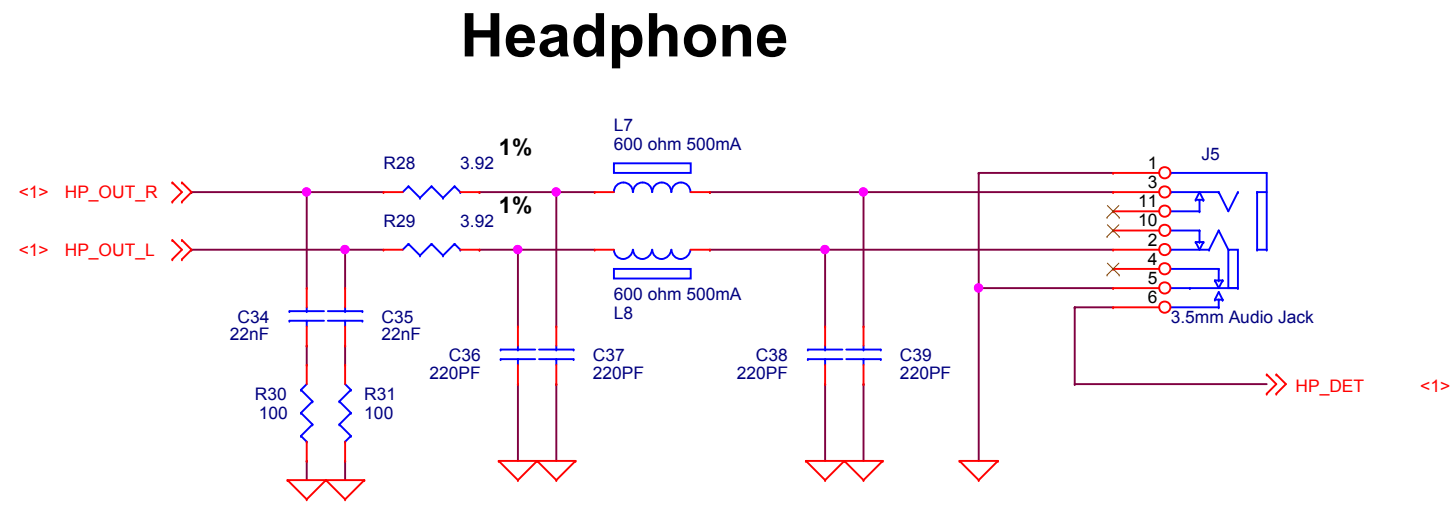 Headphone
L7
600 ohm 500mA
R28 3.92 1%
<1> HP_OUT_R
R29 3.92 1%
<1> HP_OUT_L
600 ohm 500mA
L8
J5
1
3
11
10
2
4
5
6
3.5mm Audio Jack
C34
22nF
C35
22nF
C36
220PF
C37
220PF
C38
220PF
C39
220PF
R30
100
R31
100
HP_DET <1>